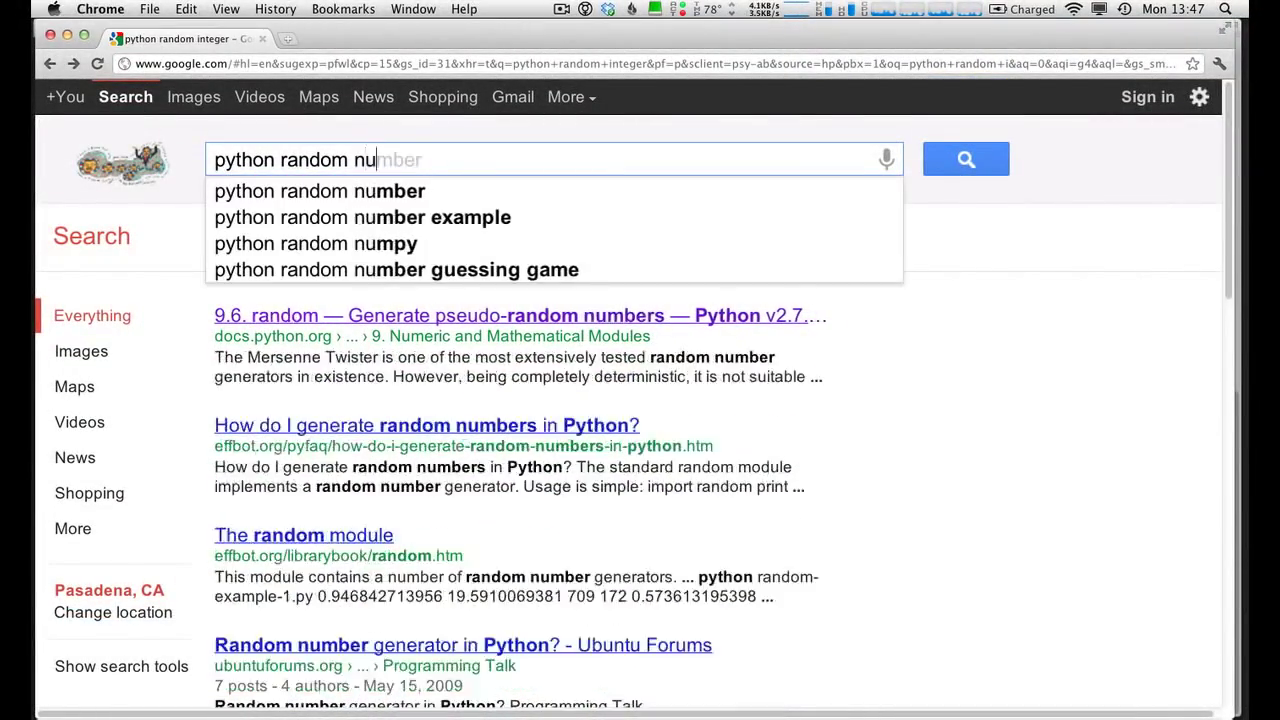 Chrome File Edit View History Bookmarks Window Help 78° 4.1KB/s 3.5KB/s Charged Mon 13:47
python random integer – Go
www.google.com/#hl=en&sugexp=pfwl&cp=15&gs_id=31&xhr=t&q=python+random+integer&pf=p&sclient=psy-ab&source=hp&pbx=1&oq=python+random+i&aq=0&aqi=g4&aql=&gs_sm...
+You Search Images Videos Maps News Shopping Gmail More Sign in
python random number
python random number
python random number example
python random numpy
python random number guessing game
Search
Everything
Images
Maps
Videos
News
Shopping
More
Pasadena, CA
Change location
Show search tools
9.6. random — Generate pseudo-random numbers — Python v2.7.…
docs.python.org › ... › 9. Numeric and Mathematical Modules
The Mersenne Twister is one of the most extensively tested random number
generators in existence. However, being completely deterministic, it is not suitable ...
How do I generate random numbers in Python?
effbot.org/pyfaq/how-do-i-generate-random-numbers-in-python.htm
How do I generate random numbers in Python? The standard random module
implements a random number generator. Usage is simple: import random print ...
The random module
effbot.org/librarybook/random.htm
This module contains a number of random number generators. ... python random-
example-1.py 0.946842713956 19.5910069381 709 172 0.573613195398 ...
Random number generator in Python? - Ubuntu Forums
ubuntuforums.org › ... › Programming Talk
7 posts - 4 authors - May 15, 2009
Random number generator in Python? Programming Talk